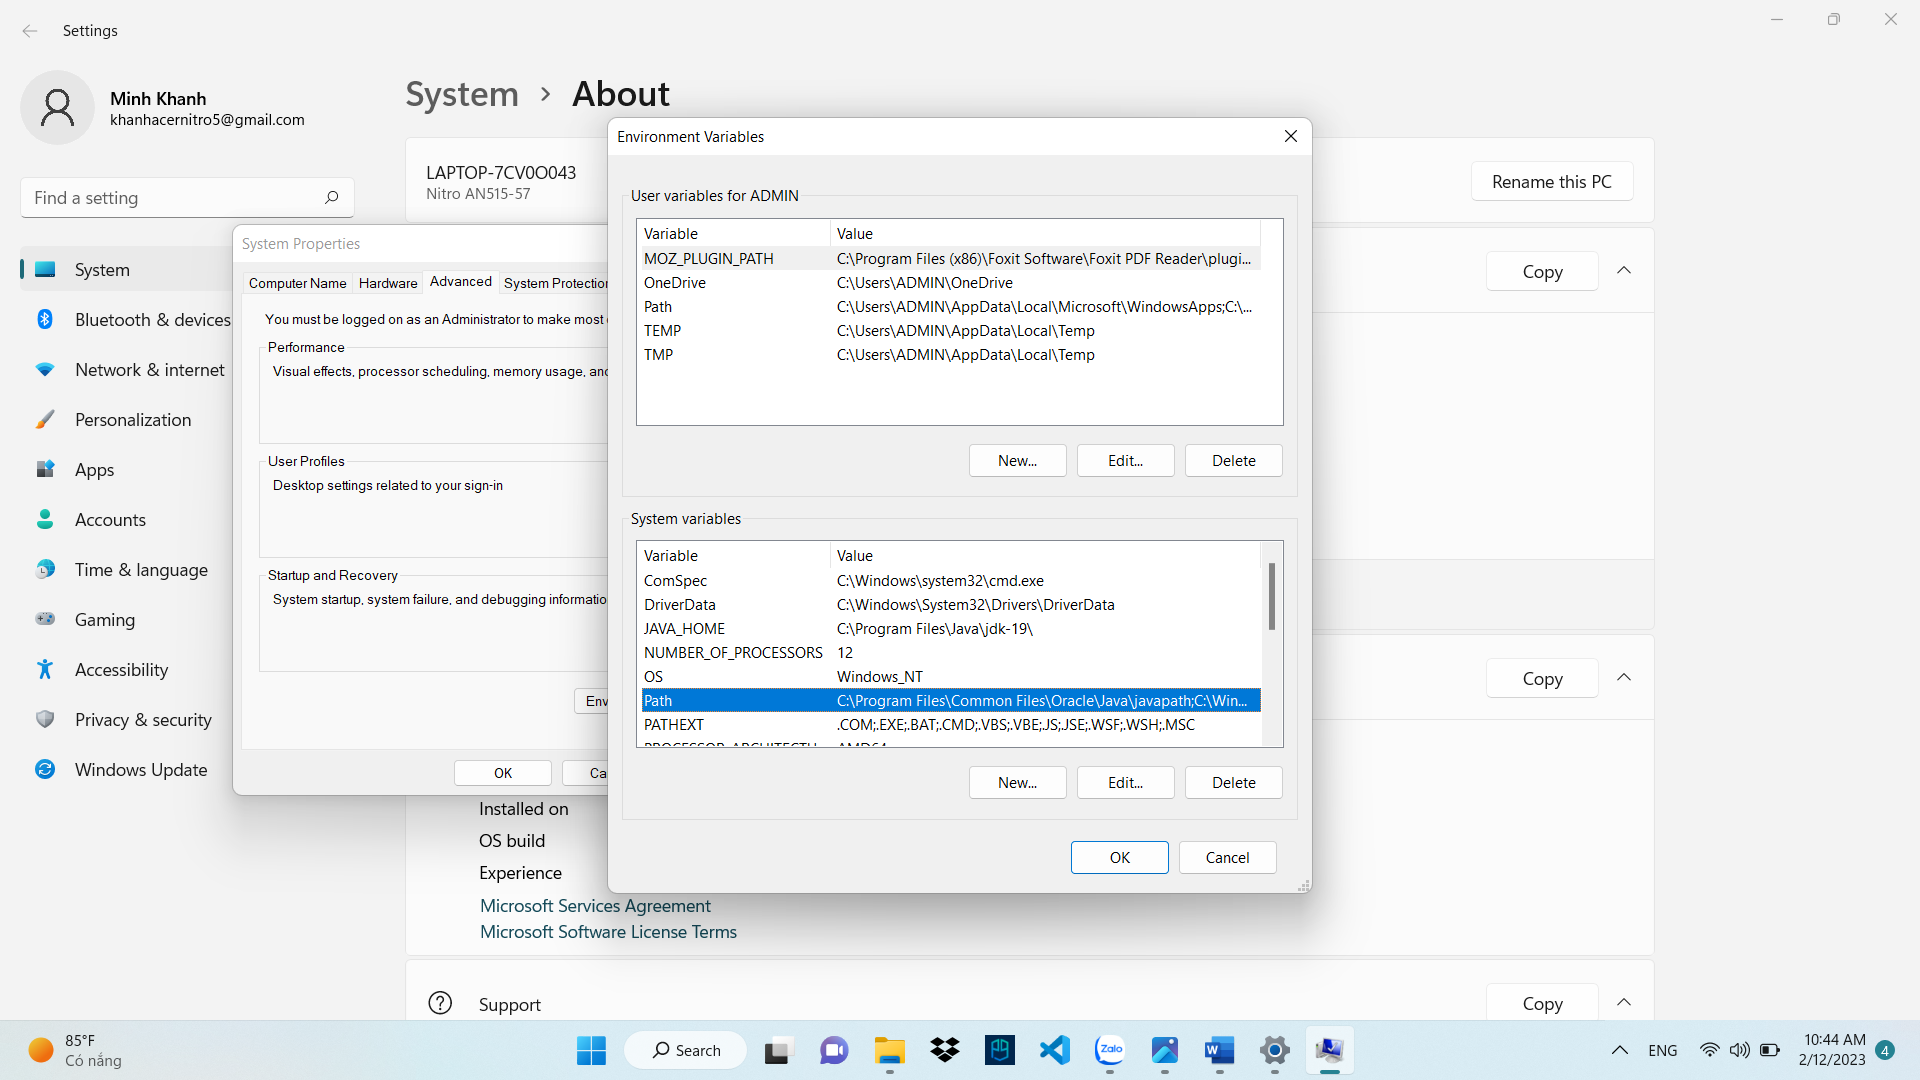 Settings
Minh Khanh
khanhacernitro5@gmail.com
Find a setting
System
Bluetooth & devices
Network & internet
Personalization
Apps
Accounts
Time & language
Gaming
Accessibility
Privacy & security
Windows Update
System > About
LAPTOP-7CV0O043
Nitro AN515-57
Rename this PC
Copy
Copy
Installed on
OS build
Experience
Microsoft Services Agreement
Microsoft Software License Terms
Support
Copy
System Properties
Computer Name Hardware Advanced System Protection
You must be logged on as an Administrator to make most
Performance
Visual effects, processor scheduling, memory usage, and
User Profiles
Desktop settings related to your sign-in
Startup and Recovery
System startup, system failure, and debugging informatio
Env
OK Ca
Environment Variables
User variables for ADMIN
Variable Value
MOZ_PLUGIN_PATH C:\Program Files (x86)\Foxit Software\Foxit PDF Reader\plugi...
OneDrive C:\Users\ADMIN\OneDrive
Path C:\Users\ADMIN\AppData\Local\Microsoft\WindowsApps;C:\...
TEMP C:\Users\ADMIN\AppData\Local\Temp
TMP C:\Users\ADMIN\AppData\Local\Temp
New... Edit... Delete
System variables
Variable Value
ComSpec C:\Windows\system32\cmd.exe
DriverData C:\Windows\System32\Drivers\DriverData
JAVA_HOME C:\Program Files\Java\jdk-19\
NUMBER_OF_PROCESSORS 12
OS Windows_NT
Path C:\Program Files\Common Files\Oracle\Java\javapath;C:\Win...
PATHEXT .COM;.EXE;.BAT;.CMD;.VBS;.VBE;.JS;.JSE;.WSF;.WSH;.MSC
PROCESSOR_ARCHITECTU AMD64
New... Edit... Delete
OK Cancel
85°F
Có nắng
Search
Zalo
W
ENG
10:44 AM
2/12/2023
4